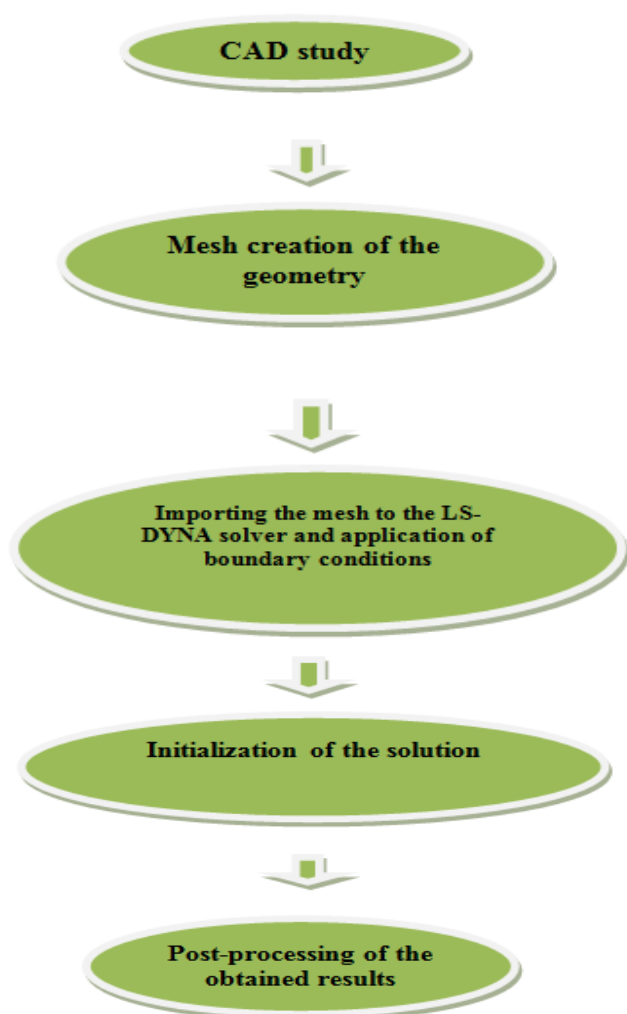 CAD study
Mesh creation of the
geometry
Importing the mesh to the LS-
DYNA solver and application of
boundary conditions
Initialization of the solution
Post-processing of the
obtained results